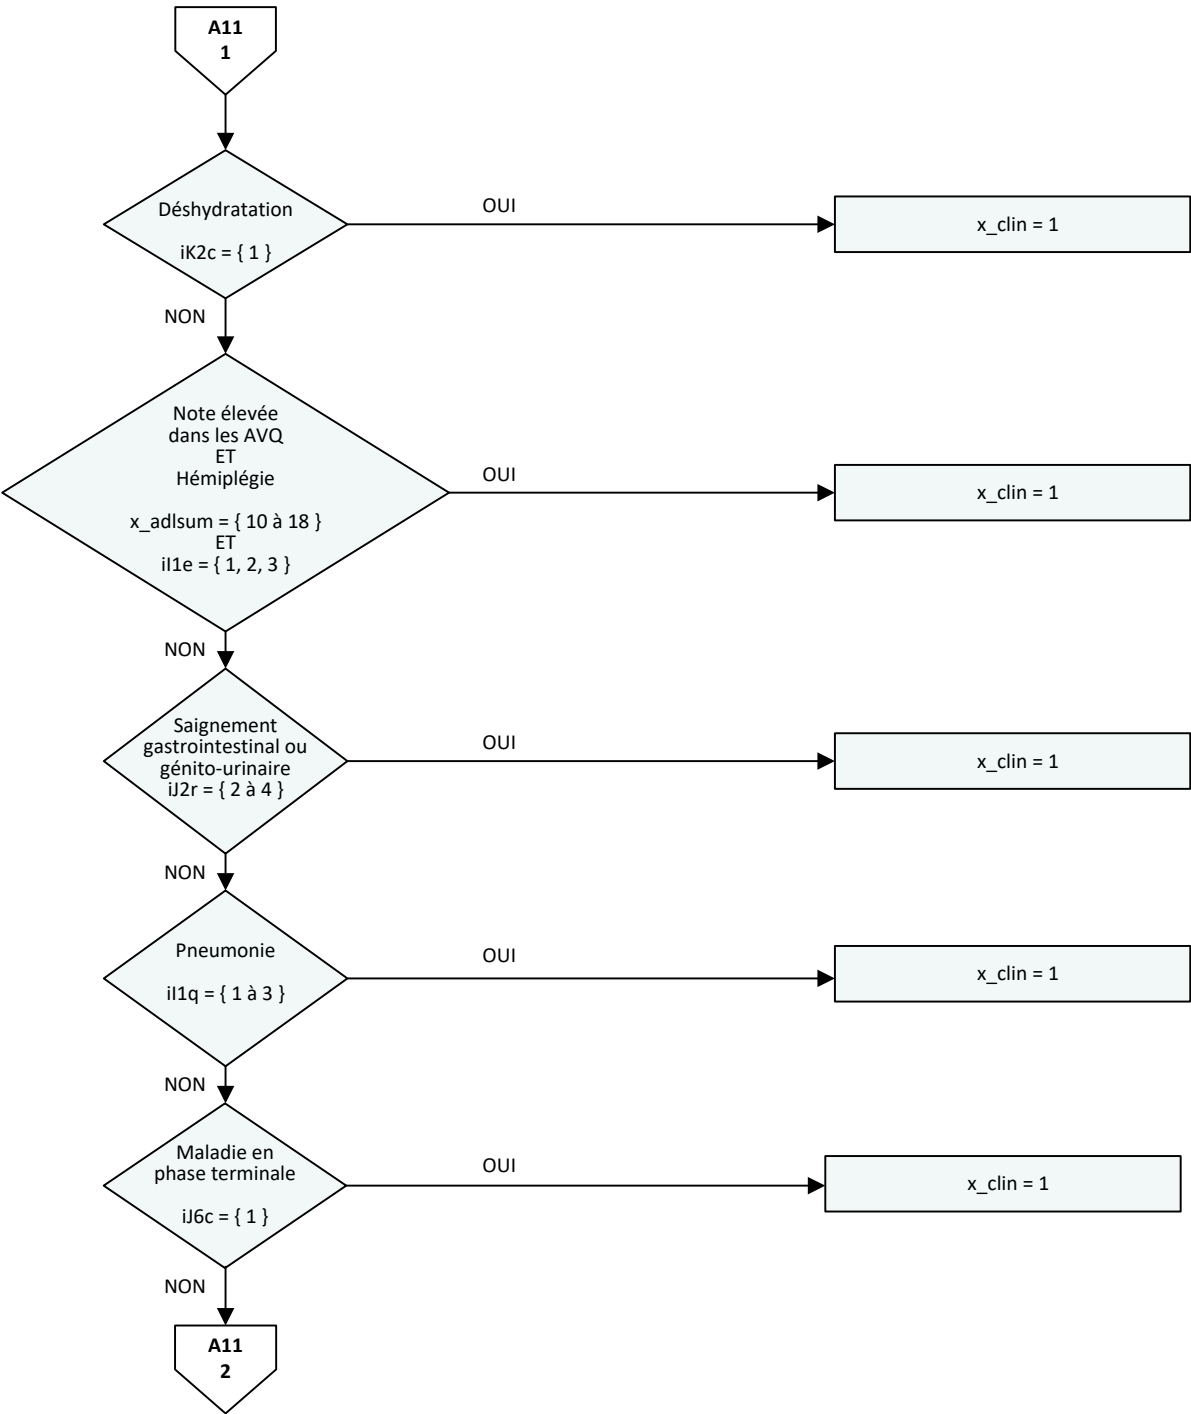 A11
1
Déshydratation
iK2c = { 1 }
OUI
x_clin = 1
NON
Note élevée
dans les AVQ
ET
Hémiplégie
x_adlsum = { 10 à 18 }
ET
iI1e = { 1, 2, 3 }
OUI
x_clin = 1
NON
Saignement
gastrointestinal ou
génito-urinaire
iJ2r = { 2 à 4 }
OUI
x_clin = 1
NON
Pneumonie
iI1q = { 1 à 3 }
OUI
x_clin = 1
NON
Maladie en
phase terminale
iJ6c = { 1 }
OUI
x_clin = 1
NON
A11
2